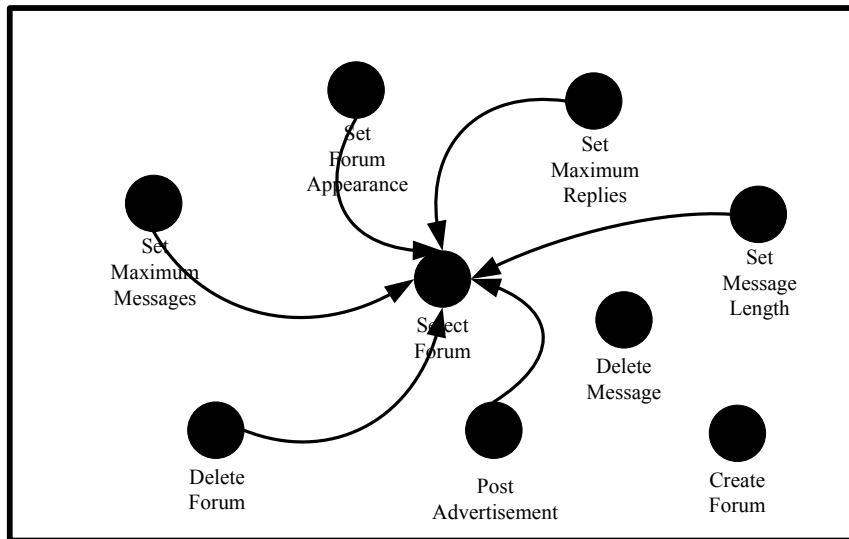 Set
Forum
Appearance
Set
Maximum
Replies
Set
Maximum
Messages
Set
Message
Length
Select
Forum
Delete
Message
Delete
Forum
Post
Advertisement
Create
Forum